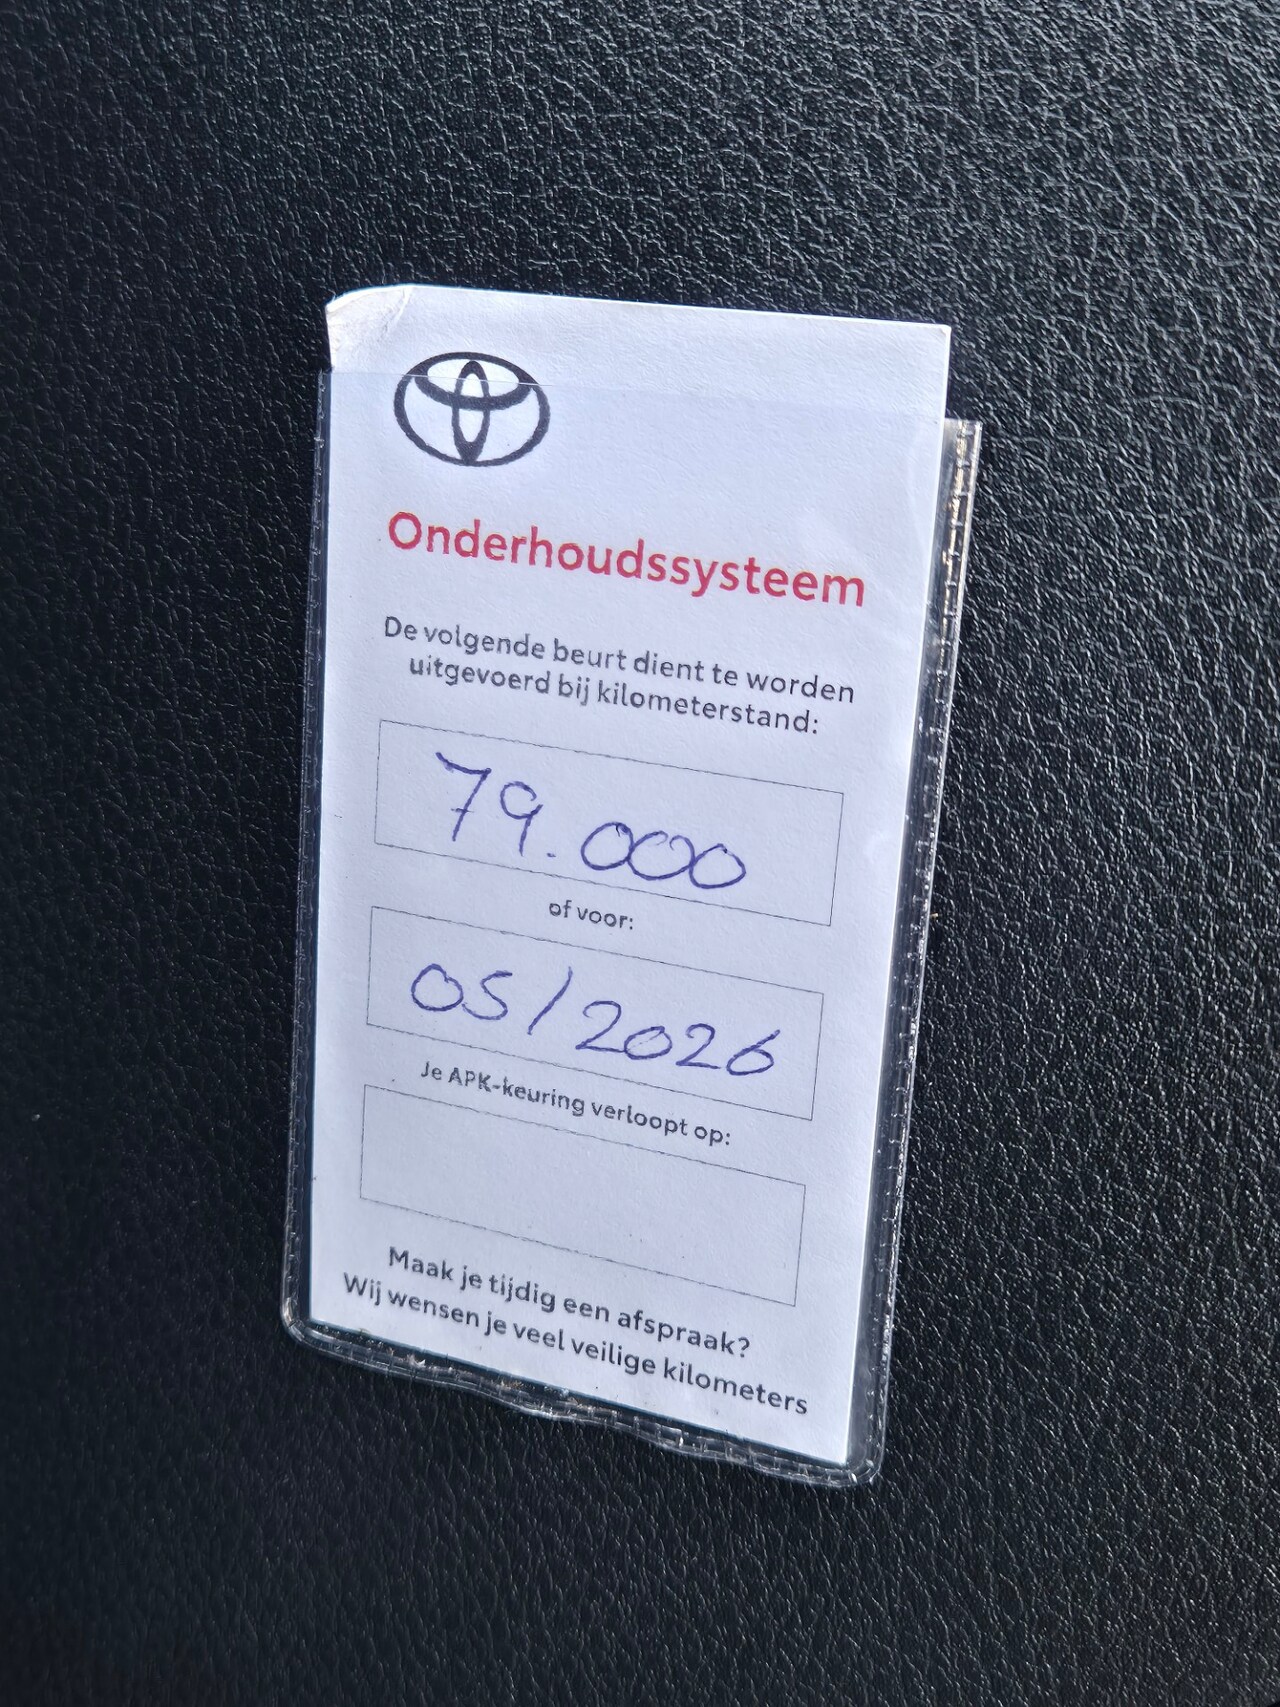 Onderhoudssysteem
De volgende beurt dient te worden
uitgevoerd bij kilometerstand:
79.000
of voor:
05/2026
Je APK-keuring verloopt op:
Maak je tijdig een afspraak?
Wij wensen je veel veilige kilometers